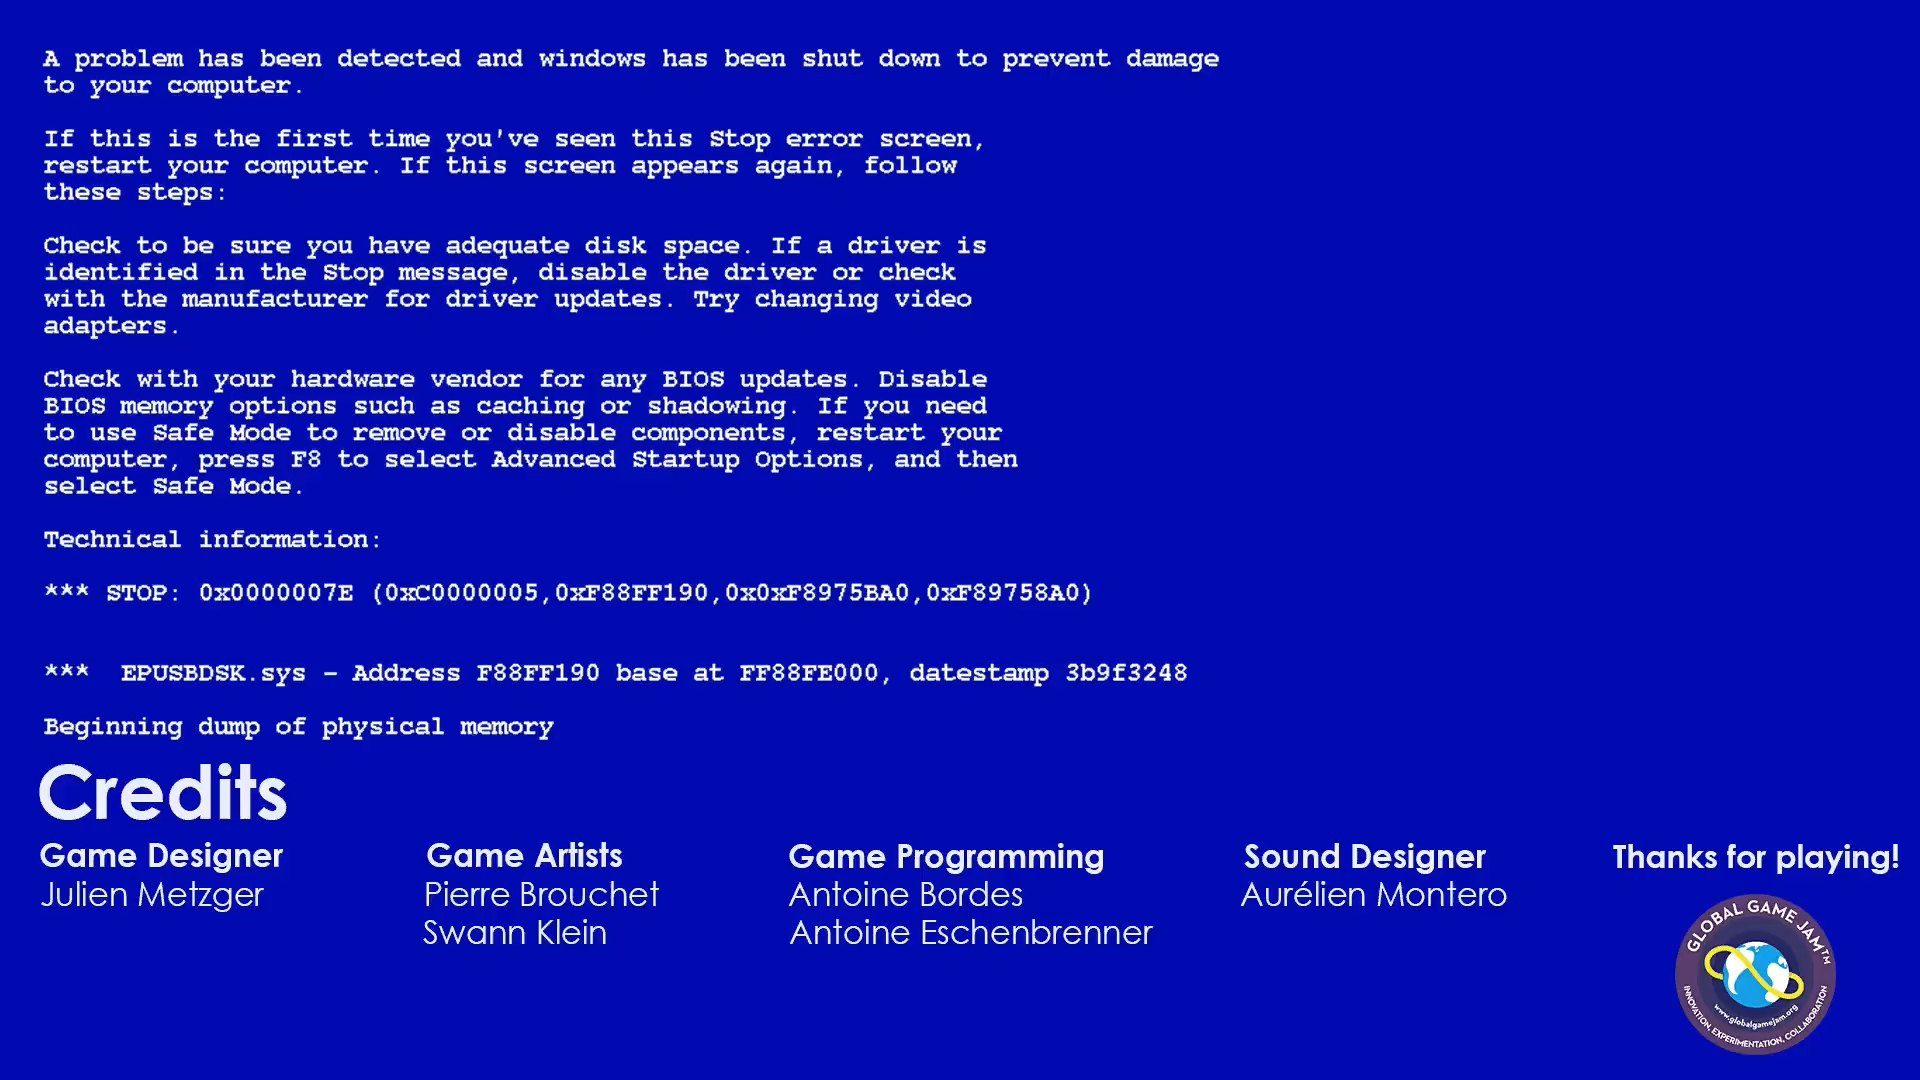 A problem has been detected and windows has been shut down to prevent damage
to your computer.
If this is the first time you've seen this Stop error screen,
restart your computer. If this screen appears again, follow
these steps:
Check to be sure you have adequate disk space. If a driver is
identified in the Stop message, disable the driver or check
with the manufacturer for driver updates. Try changing video
adapters.
Check with your hardware vendor for any BIOS updates. Disable
BIOS memory options such as caching or shadowing. If you need
to use Safe Mode to remove or disable components, restart your
computer, press F8 to select Advanced Startup Options, and then
select Safe Mode.
Technical information:
*** STOP: 0x0000007E (0xC0000005,0xF88FF190,0x0xF8975BA0,0xF89758A0)
*** EPUSBDSK.sys – Address F88FF190 base at FF88FE000, datestamp 3b9f3248
Beginning dump of physical memory
Credits
Game Designer
Julien Metzger
Game Artists
Pierre Brouchet
Swann Klein
Game Programming
Antoine Bordes
Antoine Eschenbrenner
Sound Designer
Aurélien Montero
Thanks for playing!
GLOBAL GAME JAM™
www.globalgamejam.org
INNOVATION, EXPERIMENTATION, COLLABORATION